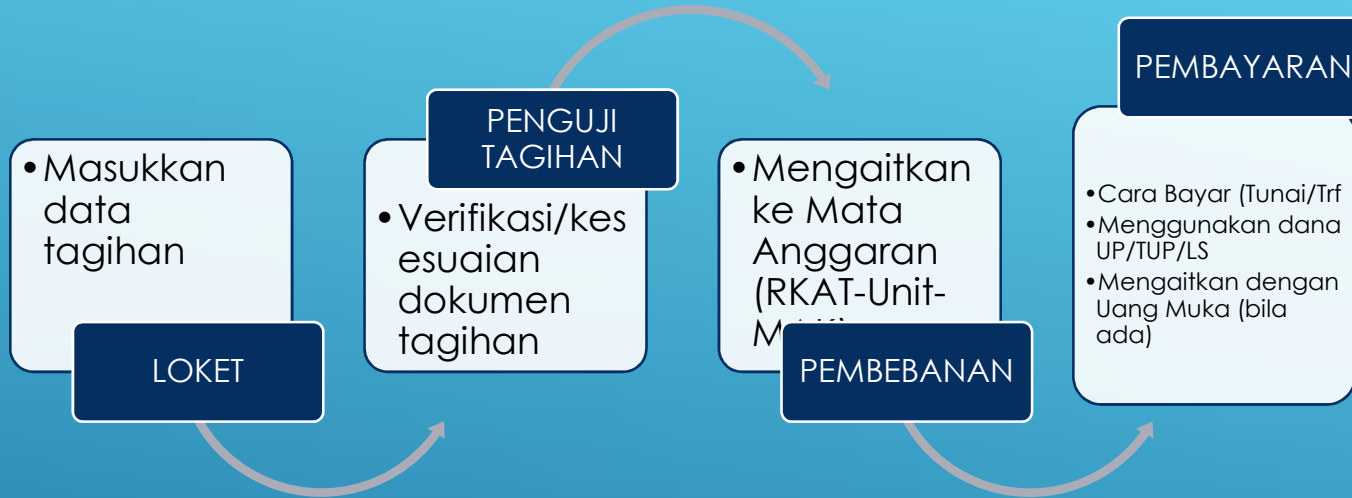 •Masukkan
data
tagihan
LOKET
PENGUJI
TAGIHAN
•Verifikasi/kes
esuaian
dokumen
tagihan
•Mengaitkan
ke Mata
Anggaran
(RKAT-Unit-
PEMBEBANAN
PEMBAYARAN
•Cara Bayar (Tunai/Trf
•Menggunakan dana
UP/TUP/LS
•Mengaitkan dengan
Uang Muka (bila
ada)